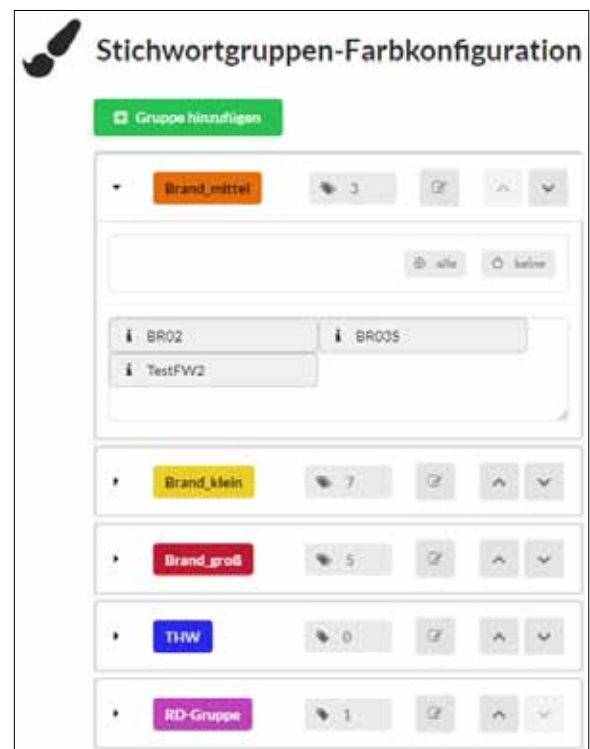 Stichwortgruppen-Farbkonfiguration
Gruppe hinzufügen
Brand_mittel 3
alle keine
BR02 BR03S
TestFW2
Brand_klein 7
Brand_groß 5
THW 0
RD-Gruppe 1